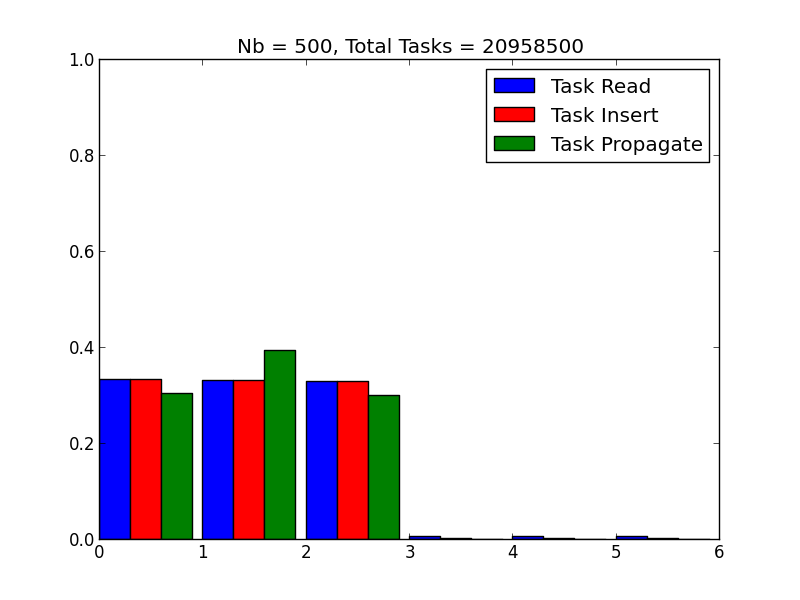 Nb = 500, Total Tasks = 20958500
1.0
Task Read
Task Insert
Task Propagate
0.8
0.6
0.4
0.2
0.0
0 1 2 3 4 5 6